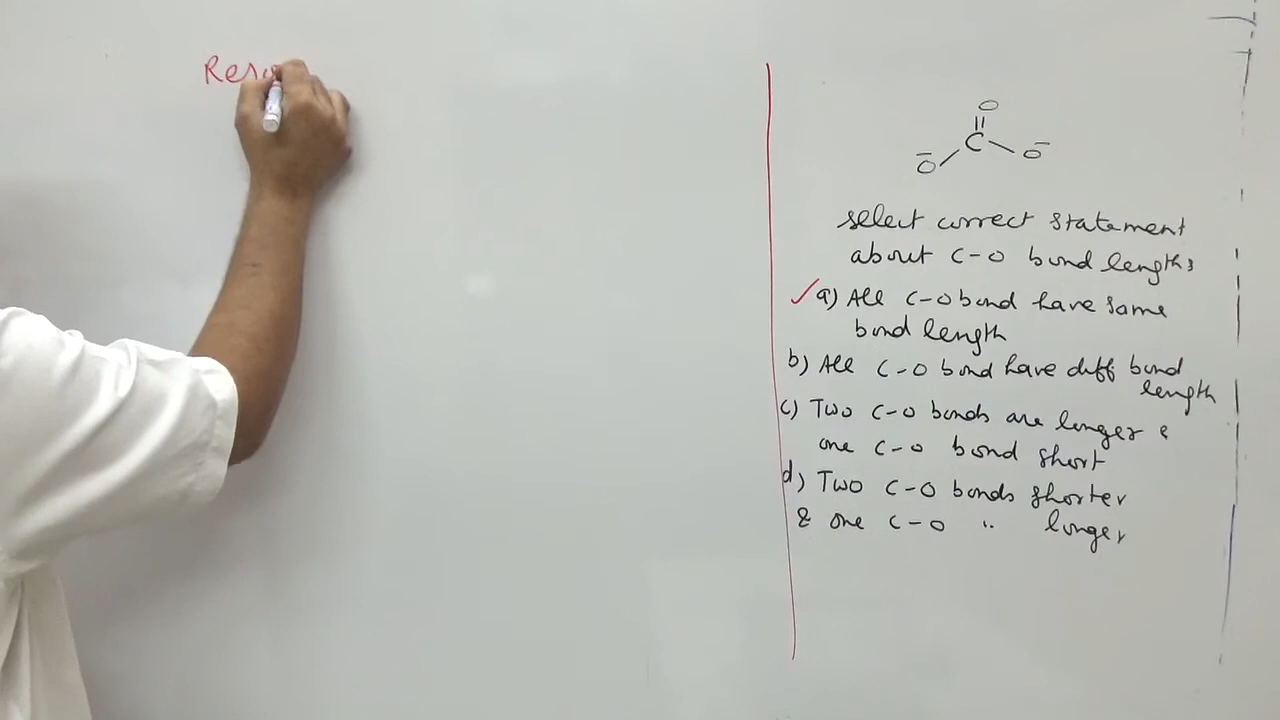 Reso
O
||
C
O⁻ O⁻
select correct statement
about C-O bond lengths
✓ a) All C-O bond have same
bond length
b) All C-O bond have diff bond
length
c) Two C-O bonds are longer &
one C-O bond short
d) Two C-O bonds shorter
& one C-O " longer